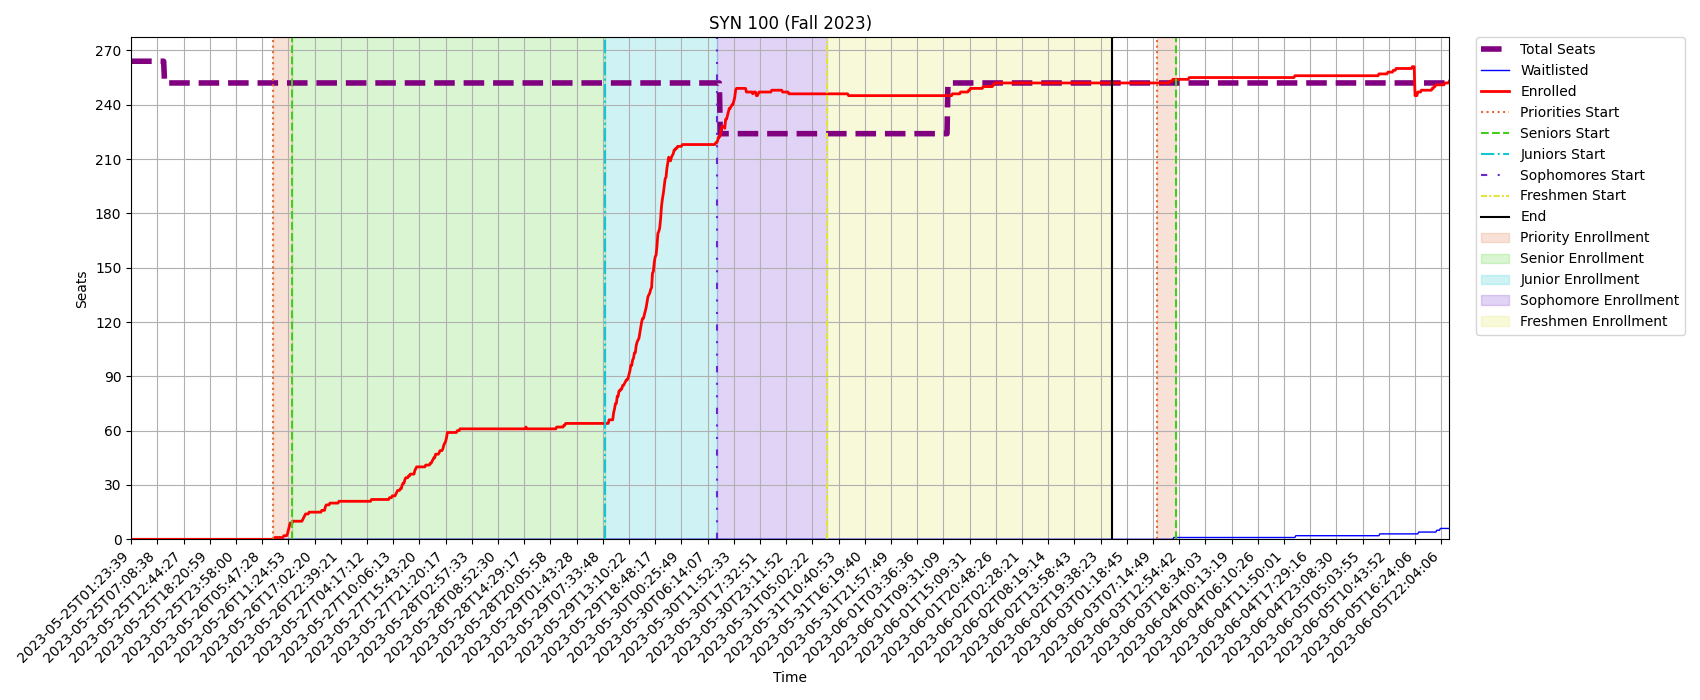 SYN 100 (Fall 2023)
Seats
270
240
210
180
150
120
90
60
30
0
2023-05-25T01:23:39
2023-05-25T07:08:38
2023-05-25T12:44:27
2023-05-25T18:20:59
2023-05-25T23:58:00
2023-05-26T05:47:28
2023-05-26T11:24:53
2023-05-26T17:02:20
2023-05-26T22:39:21
2023-05-27T04:17:12
2023-05-27T10:06:13
2023-05-27T15:43:20
2023-05-27T21:20:17
2023-05-28T02:57:33
2023-05-28T08:52:30
2023-05-28T14:29:17
2023-05-28T20:05:58
2023-05-29T01:43:28
2023-05-29T07:33:48
2023-05-29T13:10:22
2023-05-29T18:48:17
2023-05-30T00:25:49
2023-05-30T06:14:07
2023-05-30T11:52:33
2023-05-30T17:32:51
2023-05-30T23:11:52
2023-05-31T05:02:22
2023-05-31T10:40:53
2023-05-31T16:19:40
2023-05-31T21:57:49
2023-06-01T03:36:36
2023-06-01T09:31:09
2023-06-01T15:09:31
2023-06-01T20:48:26
2023-06-02T02:28:21
2023-06-02T08:19:14
2023-06-02T13:58:43
2023-06-02T19:38:23
2023-06-03T01:18:45
2023-06-03T07:14:49
2023-06-03T12:54:42
2023-06-03T18:34:03
2023-06-04T00:13:19
2023-06-04T06:10:26
2023-06-04T11:50:01
2023-06-04T17:29:16
2023-06-04T23:08:30
2023-06-05T05:03:55
2023-06-05T10:43:52
2023-06-05T16:24:06
2023-06-05T22:04:06
Time
Total Seats
Waitlisted
Enrolled
Priorities Start
Seniors Start
Juniors Start
Sophomores Start
Freshmen Start
End
Priority Enrollment
Senior Enrollment
Junior Enrollment
Sophomore Enrollment
Freshmen Enrollment